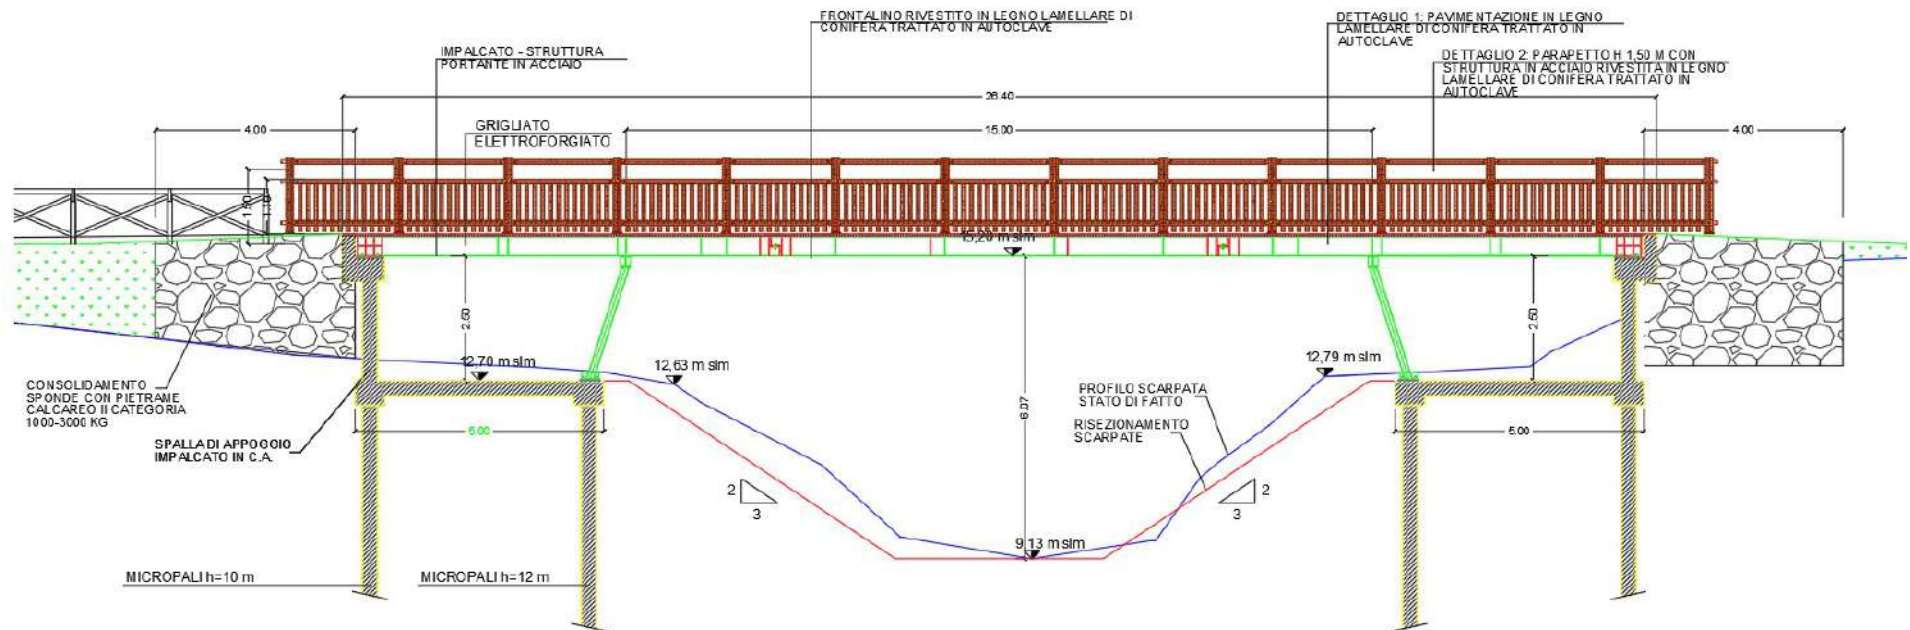 FRONTALINO RIVESTITO IN LEGNO LAMELLARE DI
CONIFERA TRATTATO IN AUTOCLAVE
DETTAGLIO 1: PAVIMENTAZIONE IN LEGNO
LAMELLARE DI CONIFERA TRATTATO IN
AUTOCLAVE
IMPALCATO - STRUTTURA
PORTANTE IN ACCIAIO
DETTAGLIO 2: PARAPETTO H 1,50 M CON
STRUTTURA IN ACCIAIO RIVESTITA IN LEGNO
LAMELLARE DI CONIFERA TRATTATO IN
AUTOCLAVE
26.40
4.00
GRIGLIATO
ELETTROFORGIATO
15.00
4.00
1.50
15,20 m slm
2.50
2.50
12,70 m slm
12,63 m slm
12,79 m slm
CONSOLIDAMENTO
SPONDE CON PIETRAME
CALCAREO II CATEGORIA
1000-3000 KG
PROFILO SCARPATA
STATO DI FATTO
6.07
RISEZIONAMENTO
SCARPATE
SPALLA DI APPOGGIO
IMPALCATO IN C.A.
5.00
5.00
2
3
2
3
9,13 m slm
MICROPALI h=10 m
MICROPALI h=12 m